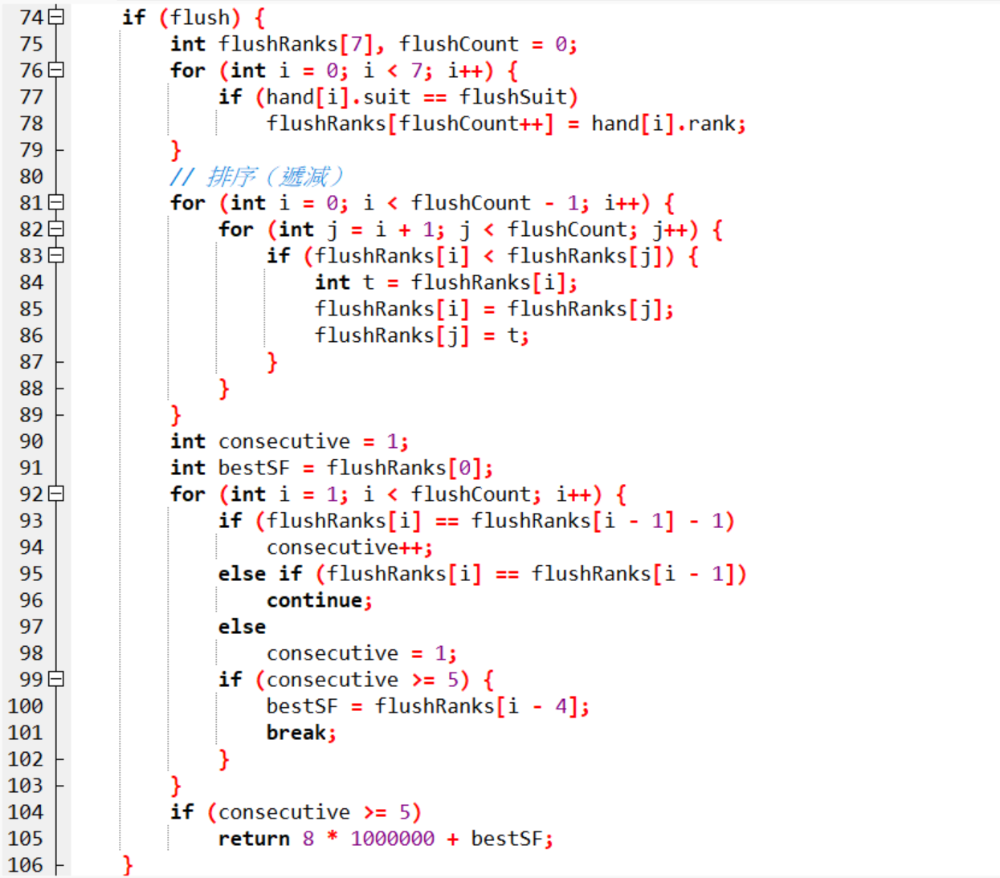 74 if (flush) {
75 int flushRanks[7], flushCount = 0;
76 for (int i = 0; i < 7; i++) {
77 if (hand[i].suit == flushSuit)
78 flushRanks[flushCount++] = hand[i].rank;
79 }
80 // 排序（遞減）
81 for (int i = 0; i < flushCount - 1; i++) {
82 for (int j = i + 1; j < flushCount; j++) {
83 if (flushRanks[i] < flushRanks[j]) {
84 int t = flushRanks[i];
85 flushRanks[i] = flushRanks[j];
86 flushRanks[j] = t;
87 }
88 }
89 }
90 int consecutive = 1;
91 int bestSF = flushRanks[0];
92 for (int i = 1; i < flushCount; i++) {
93 if (flushRanks[i] == flushRanks[i - 1] - 1)
94 consecutive++;
95 else if (flushRanks[i] == flushRanks[i - 1])
96 continue;
97 else
98 consecutive = 1;
99 if (consecutive >= 5) {
100 bestSF = flushRanks[i - 4];
101 break;
102 }
103 }
104 if (consecutive >= 5)
105 return 8 * 1000000 + bestSF;
106 }